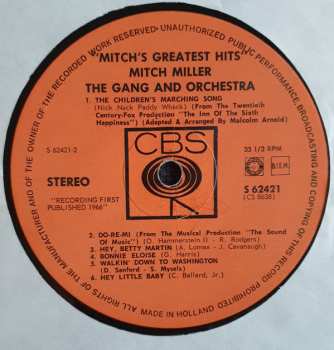 "MITCH'S GREATEST HITS"
MITCH MILLER
THE GANG AND ORCHESTRA
1. THE CHILDREN'S MARCHING SONG
(Nick Nack Paddy Whack) (From The Twentieth
Century-Fox Production "The Inn Of The Sixth
Happiness") (Adapted & Arranged By Malcolm Arnold)
S 62421-2
CBS
33 1/2 RPM
STEREO
B.I.E.M.
"RECORDING FIRST
PUBLISHED 1966"
S 62421
(CS 8638)
2. DO-RE-MI (From The Musical Production "The Sound
Of Music") (O. Hammerstein II - R. Rodgers)
3. HEY, BETTY MARTIN (A. Lomax - J. Cavanaugh)
4. BONNIE ELOISE (G. Harris)
5. WALKIN' DOWN TO WASHINGTON
(D. Sanford - S. Mysels)
6. HEY LITTLE BABY (C. Ballard, Jr.)
ALL RIGHTS OF THE MANUFACTURER AND OF THE OWNER OF THE RECORDED WORK RESERVED · UNAUTHORIZED PUBLIC PERFORMANCE, BROADCASTING AND COPYING OF THIS RECORD PROHIBITED · MADE IN HOLLAND